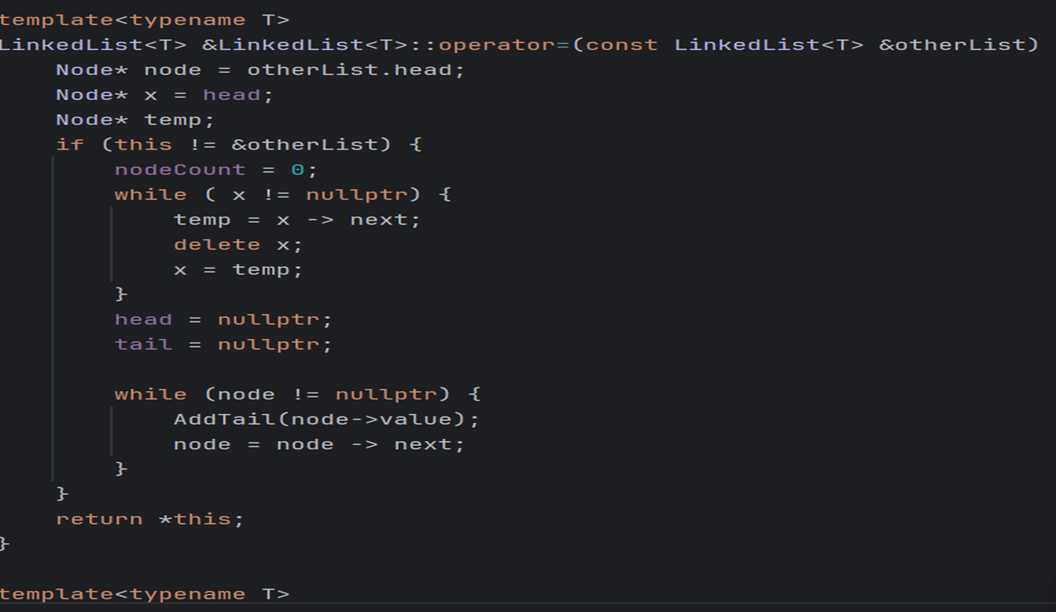 template<typename T>
LinkedList<T> &LinkedList<T>::operator=(const LinkedList<T> &otherList)
    Node* node = otherList.head;
    Node* x = head;
    Node* temp;
    if (this != &otherList) {
        nodeCount = 0;
        while ( x != nullptr) {
            temp = x -> next;
            delete x;
            x = temp;
        }
        head = nullptr;
        tail = nullptr;

        while (node != nullptr) {
            AddTail(node->value);
            node = node -> next;
        }
    }
    return *this;
}

template<typename T>